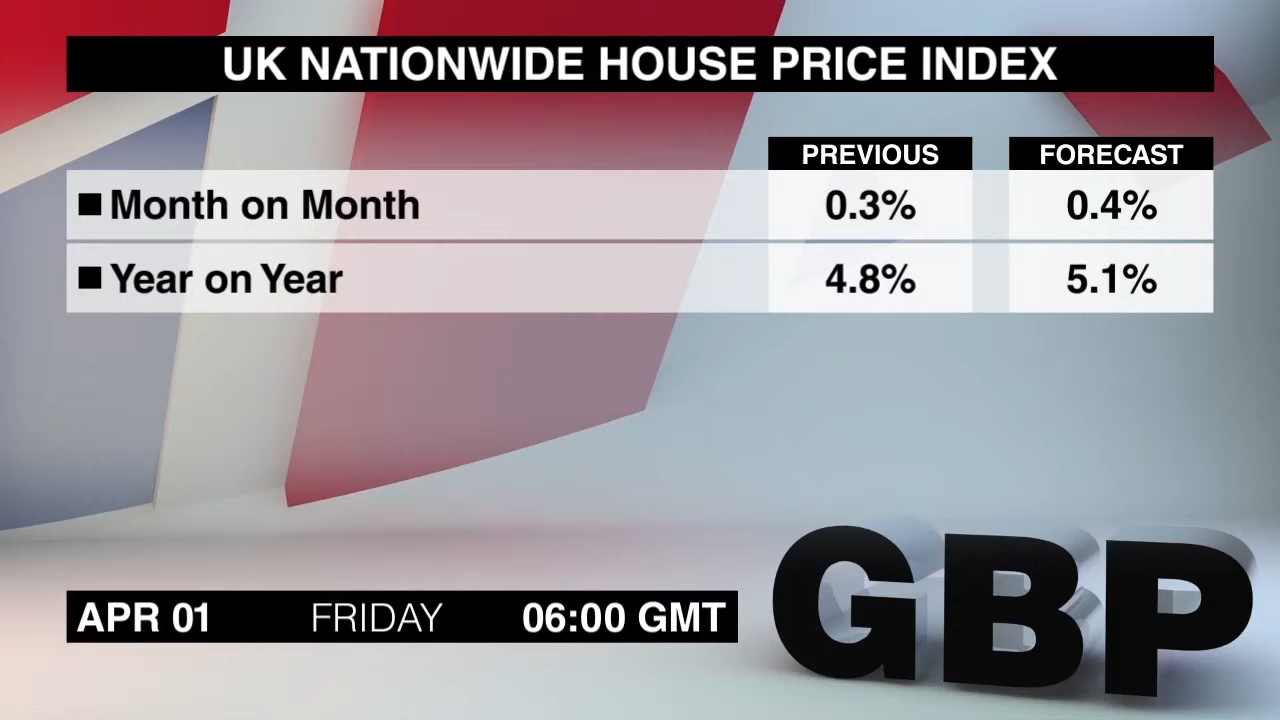 UK NATIONWIDE HOUSE PRICE INDEX
PREVIOUS FORECAST
Month on Month 0.3% 0.4%
Year on Year 4.8% 5.1%
APR 01 FRIDAY 06:00 GMT
GBP